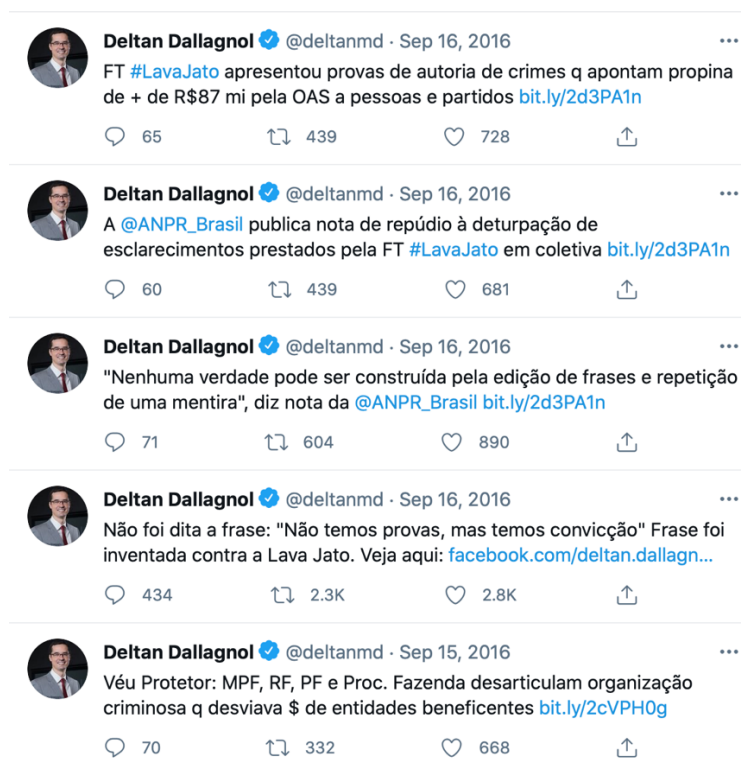 Deltan Dallagnol @deltanmd · Sep 16, 2016
FT #LavaJato apresentou provas de autoria de crimes q apontam propina
de + de R$87 mi pela OAS a pessoas e partidos bit.ly/2d3PA1n
65 439 728
Deltan Dallagnol @deltanmd · Sep 16, 2016
A @ANPR_Brasil publica nota de repúdio à deturpação de
esclarecimentos prestados pela FT #LavaJato em coletiva bit.ly/2d3PA1n
60 439 681
Deltan Dallagnol @deltanmd · Sep 16, 2016
"Nenhuma verdade pode ser construída pela edição de frases e repetição
de uma mentira", diz nota da @ANPR_Brasil bit.ly/2d3PA1n
71 604 890
Deltan Dallagnol @deltanmd · Sep 16, 2016
Não foi dita a frase: "Não temos provas, mas temos convicção" Frase foi
inventada contra a Lava Jato. Veja aqui: facebook.com/deltan.dallagn...
434 2.3K 2.8K
Deltan Dallagnol @deltanmd · Sep 15, 2016
Véu Protetor: MPF, RF, PF e Proc. Fazenda desarticulam organização
criminosa q desviava $ de entidades beneficentes bit.ly/2cVPH0g
70 332 668